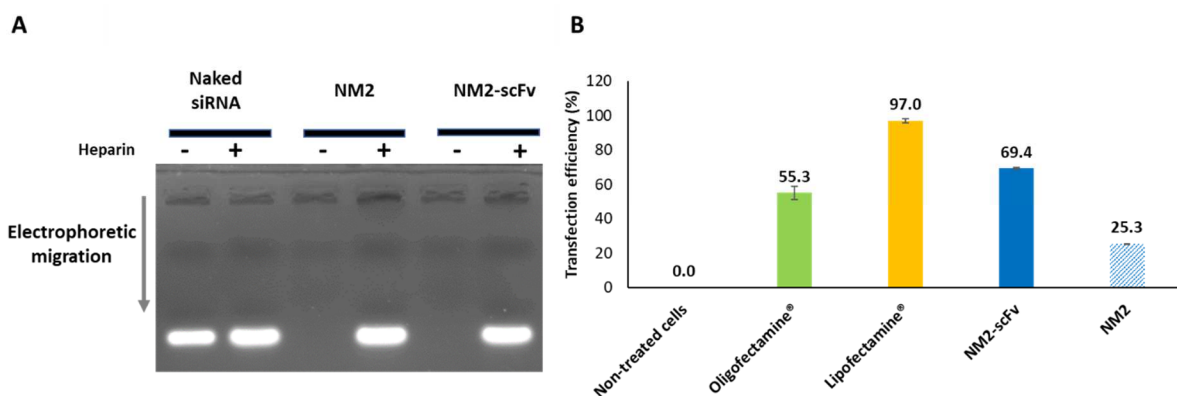 A
Naked
siRNA
NM2
NM2-scFv
Heparin
- + - + - +
Electrophoretic
migration
B
Transfection efficiency (%)
120
100
80
60
40
20
0
0.0
55.3
97.0
69.4
25.3
Non-treated cells
Oligofectamine®
Lipofectamine®
NM2-scFv
NM2